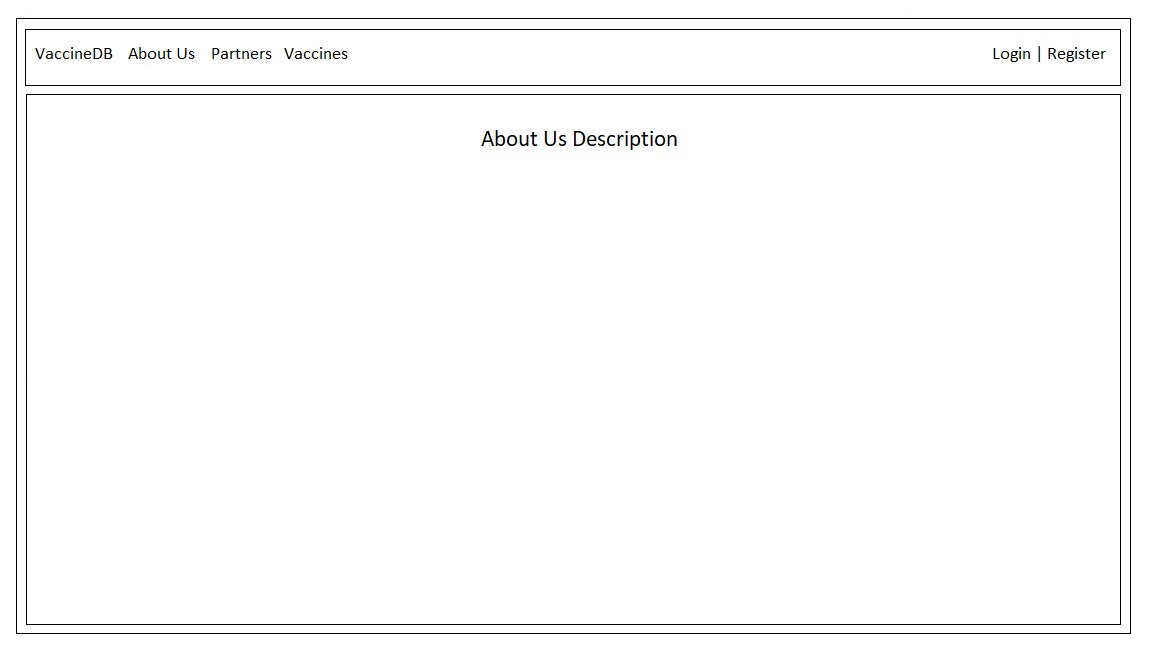 VaccineDB About Us Partners Vaccines Login | Register
About Us Description